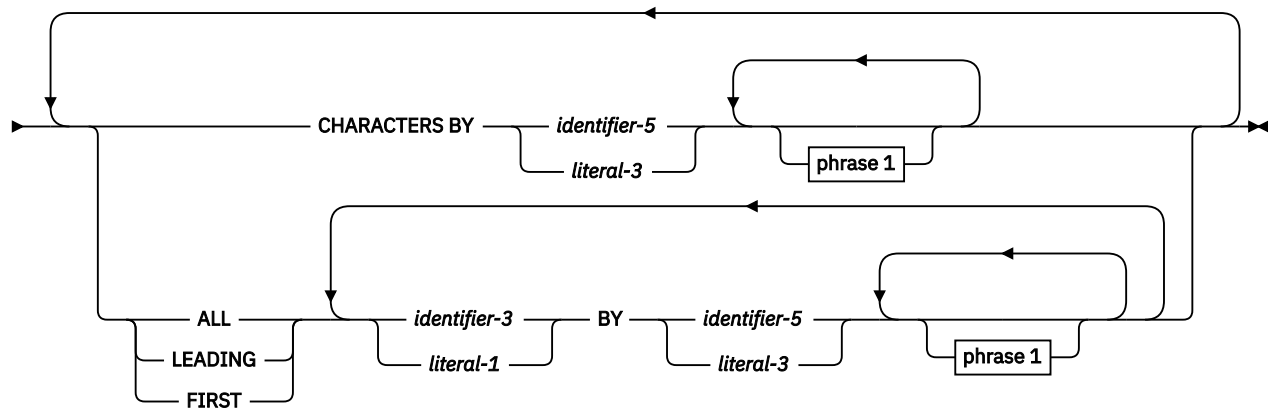 CHARACTERS BY identifier-5
literal-3 phrase 1
ALL identifier-3 BY identifier-5
LEADING literal-1 literal-3 phrase 1
FIRST